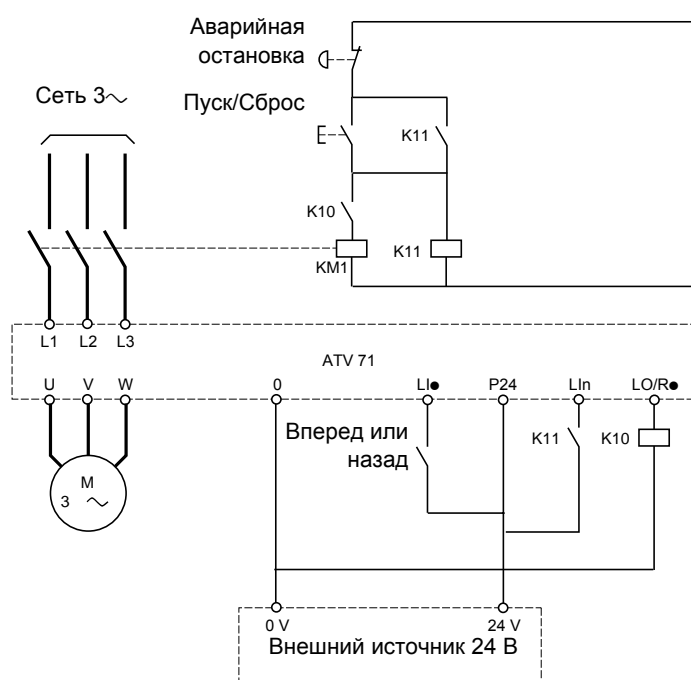 Аварийная
остановка
Сеть 3~
Пуск/Сброс
K11
K10
KM1
K11
L1 L2 L3
ATV 71
U V W 0 LI● P24 LIn LO/R●
Вперед или
назад
K11 K10
M
3 ~
0 V 24 V
Внешний источник 24 В